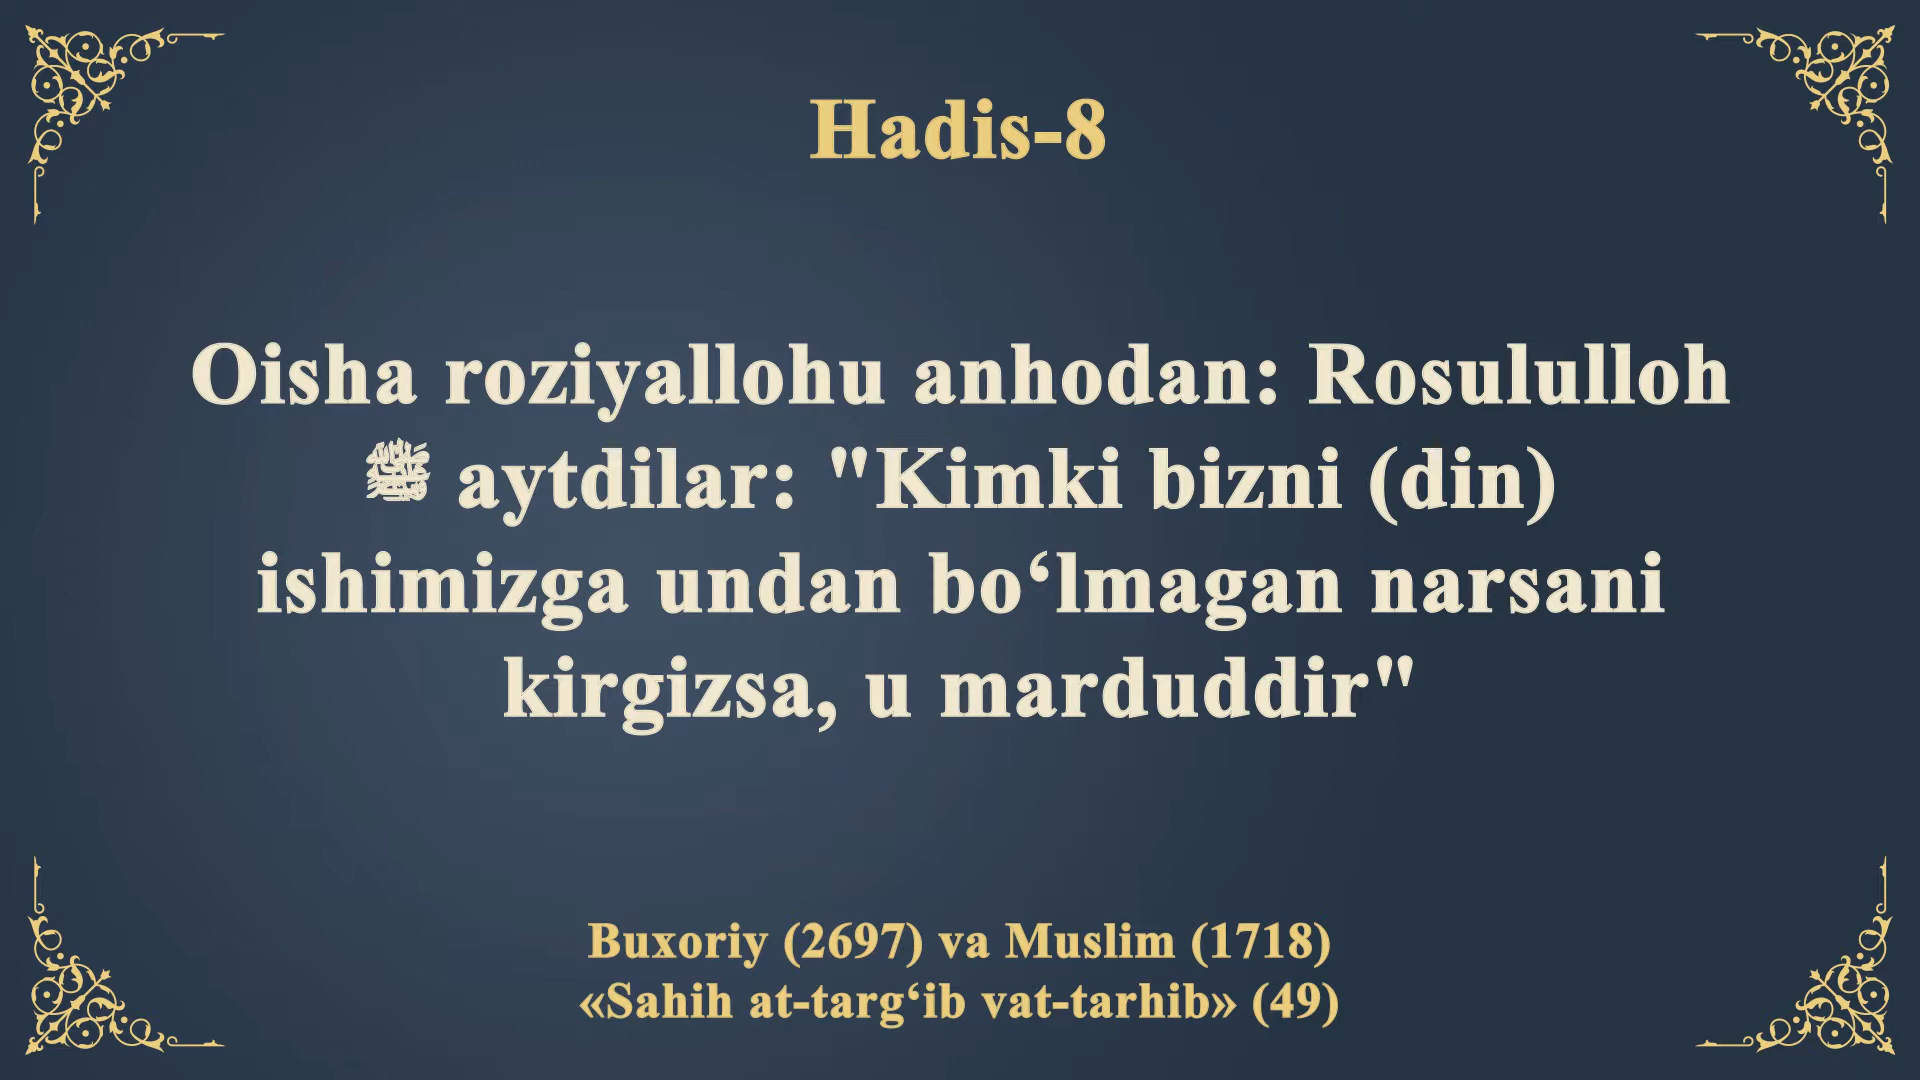 Hadis-8
Oisha roziyallohu anhodan: Rosululloh
ﷺ aytdilar: "Kimki bizni (din)
ishimizga undan bo‘lmagan narsani
kirgizsa, u marduddir"
Buxoriy (2697) va Muslim (1718)
«Sahih at-targ‘ib vat-tarhib» (49)